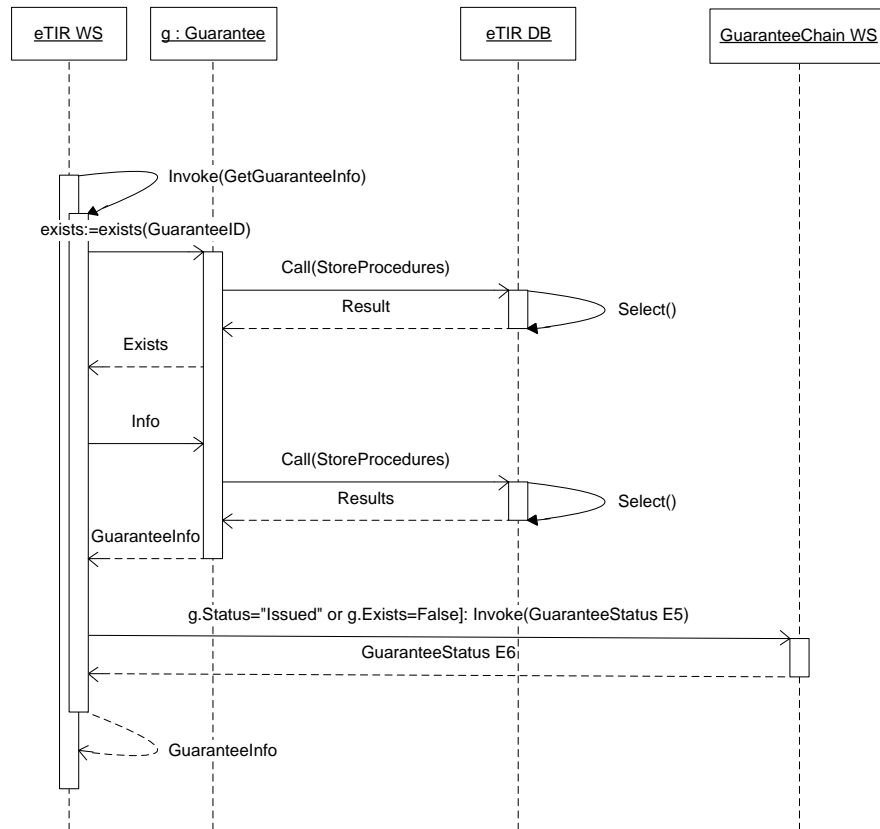 eTIR WS
g : Guarantee
eTIR DB
GuaranteeChain WS
Invoke(GetGuaranteeInfo)
exists:=exists(GuaranteeID)
Call(StoreProcedures)
Result
Select()
Exists
Info
Call(StoreProcedures)
Results
Select()
GuaranteeInfo
g.Status="Issued" or g.Exists=False]: Invoke(GuaranteeStatus E5)
GuaranteeStatus E6
GuaranteeInfo